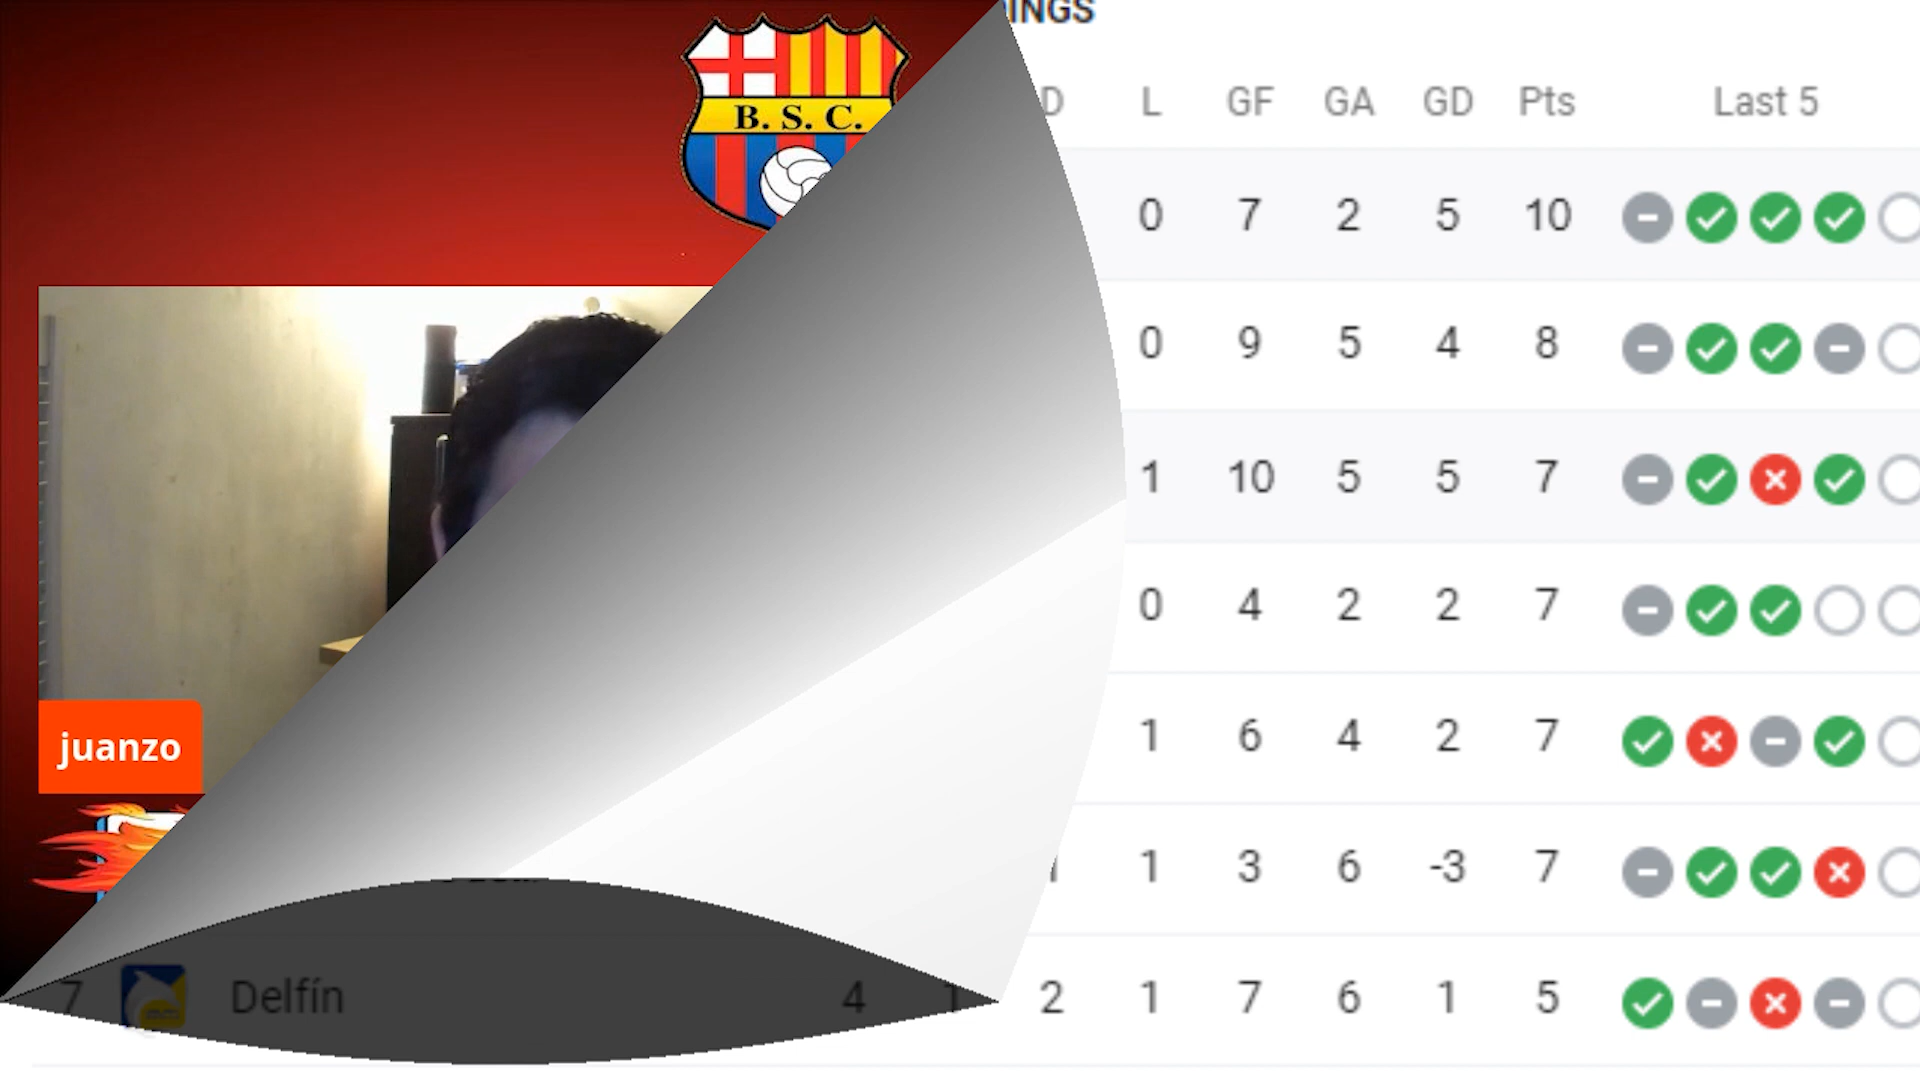 INGS
D L GF GA GD Pts Last 5
B. S. C.
0 7 2 5 10
0 9 5 4 8
1 10 5 5 7
0 4 2 2 7
1 6 4 2 7
juanzo
1 3 6 -3 7
7 Delfín 4 1 2 1 7 6 1 5